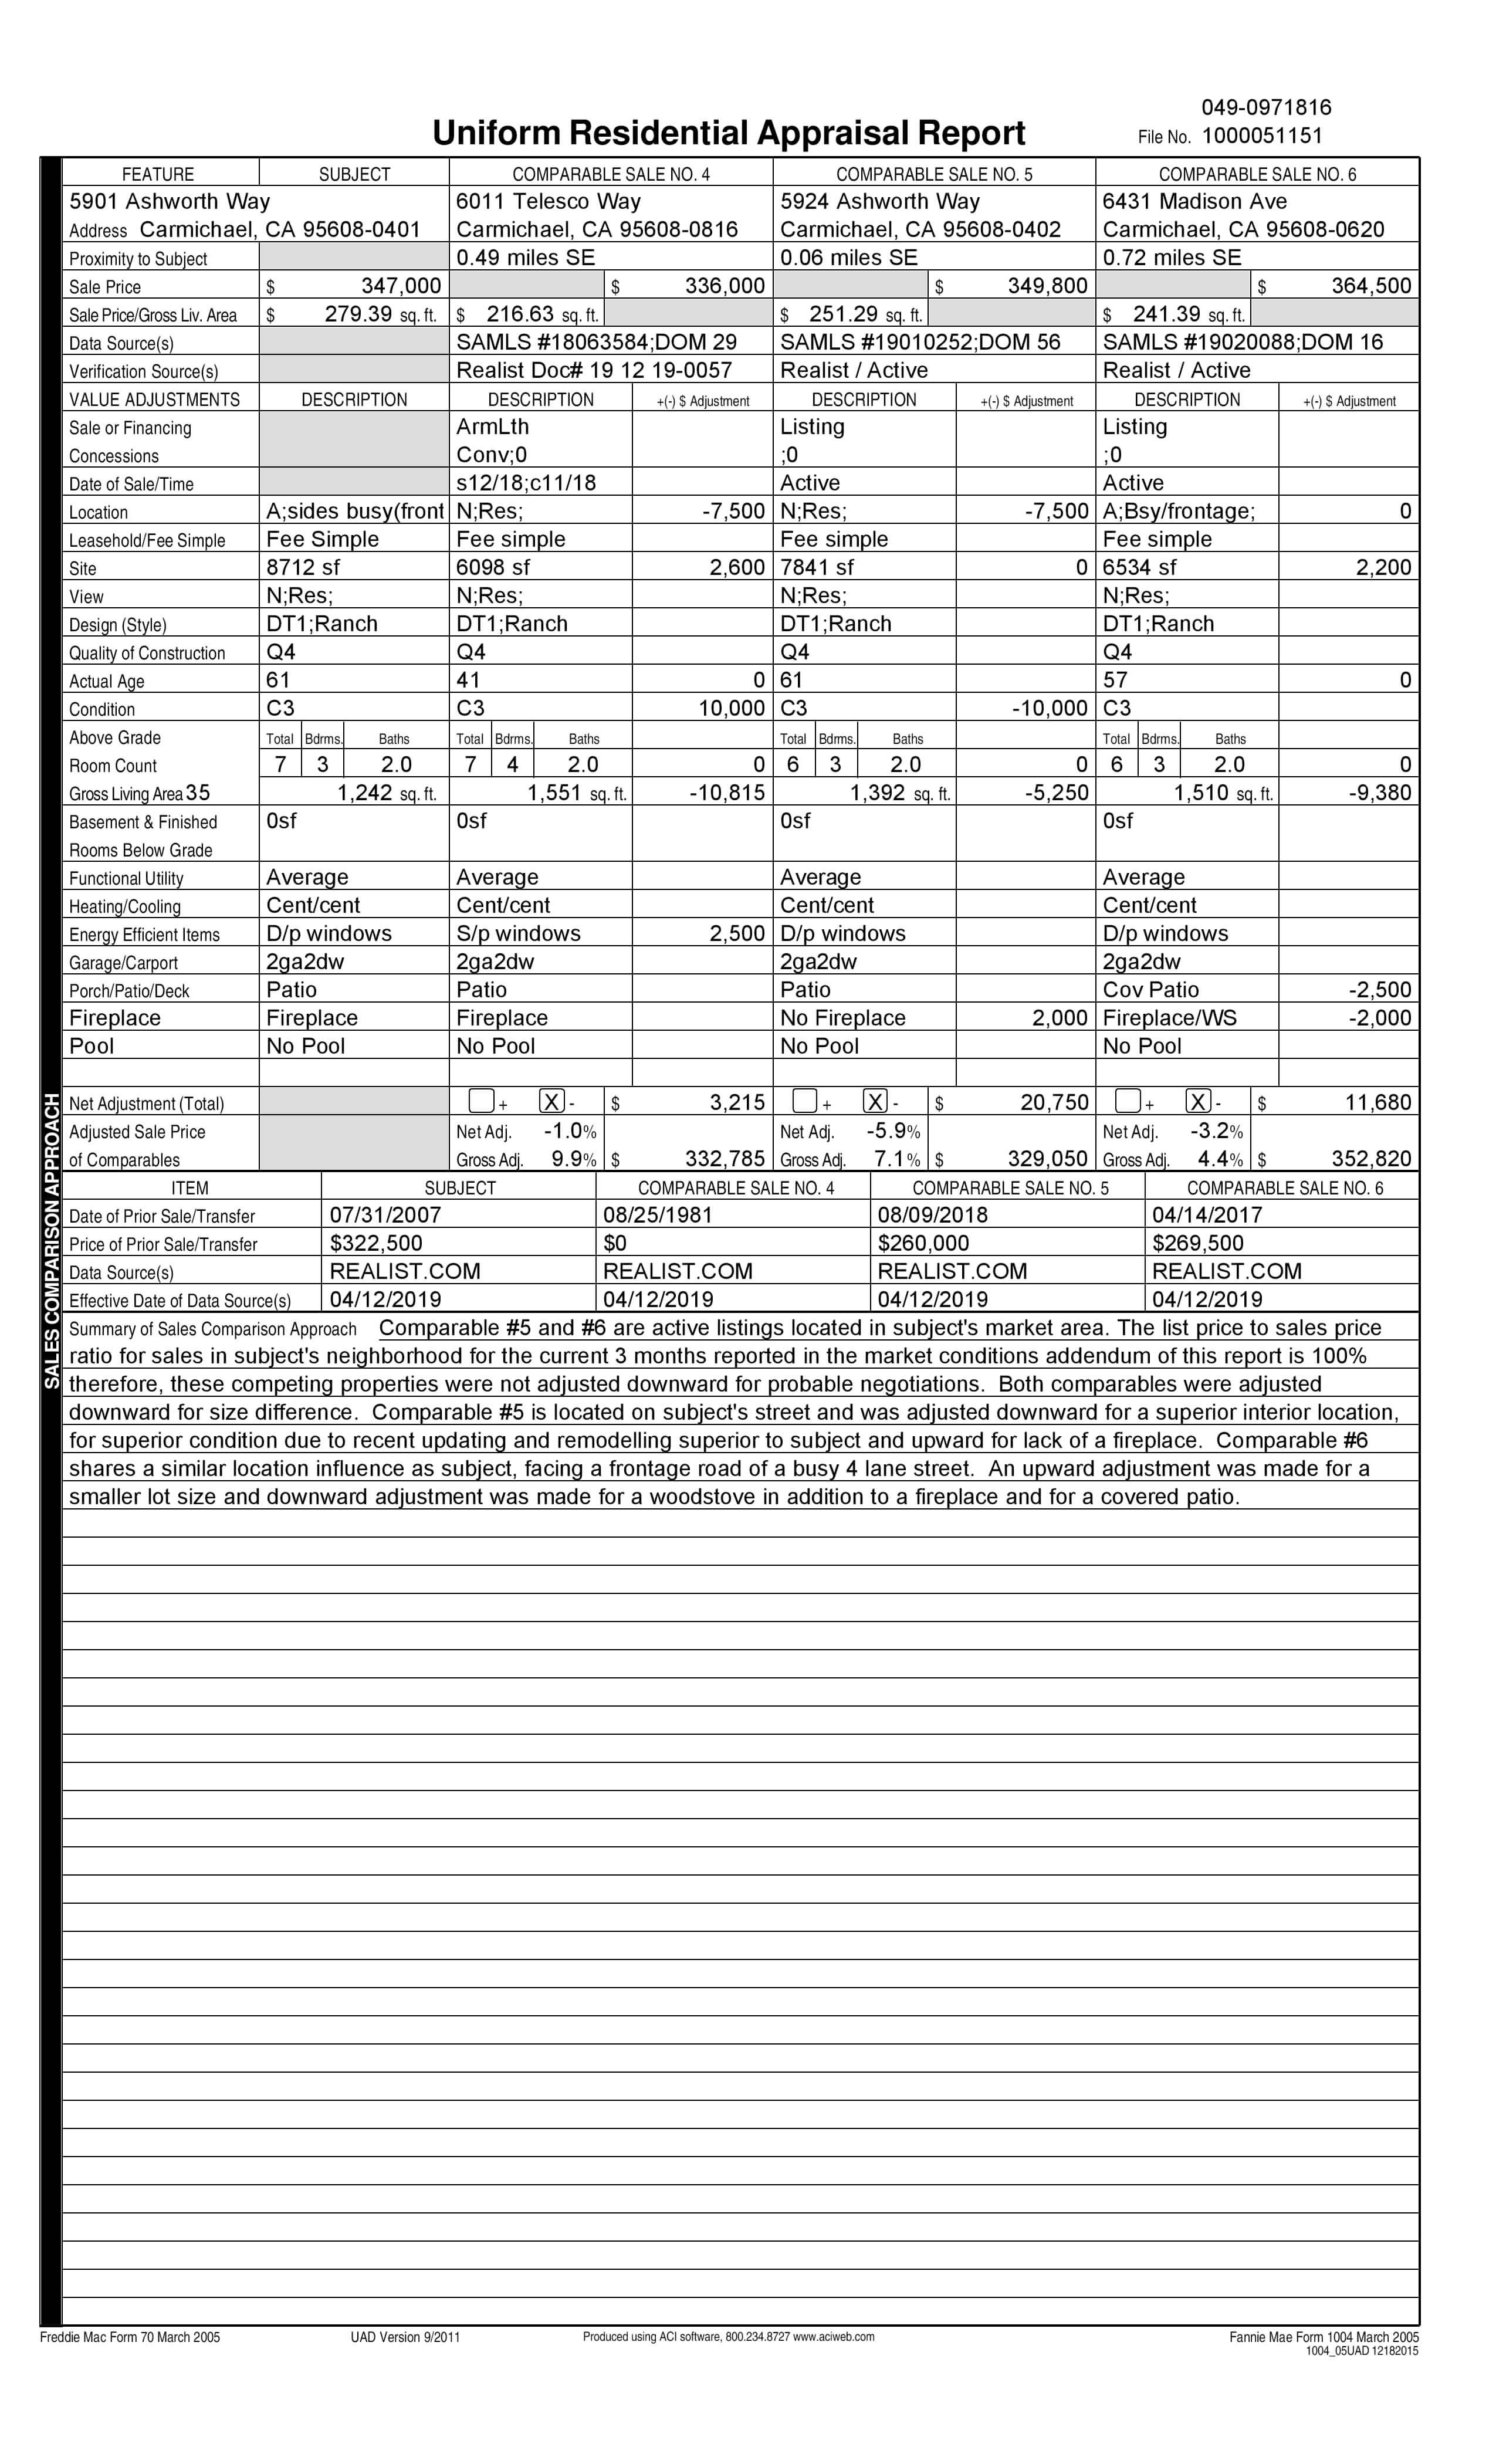 049-0971816
Uniform Residential Appraisal Report File No. 1000051151
FEATURE SUBJECT COMPARABLE SALE NO. 4 COMPARABLE SALE NO. 5 COMPARABLE SALE NO. 6
5901 Ashworth Way 6011 Telesco Way 5924 Ashworth Way 6431 Madison Ave
Address Carmichael, CA 95608-0401 Carmichael, CA 95608-0816 Carmichael, CA 95608-0402 Carmichael, CA 95608-0620
Proximity to Subject 0.49 miles SE 0.06 miles SE 0.72 miles SE
Sale Price $ 347,000 $ 336,000 $ 349,800 $ 364,500
Sale Price/Gross Liv. Area $ 279.39 sq. ft. $ 216.63 sq. ft. $ 251.29 sq. ft. $ 241.39 sq. ft.
Data Source(s) SAMLS #18063584;DOM 29 SAMLS #19010252;DOM 56 SAMLS #19020088;DOM 16
Verification Source(s) Realist Doc# 19 12 19-0057 Realist / Active Realist / Active
VALUE ADJUSTMENTS DESCRIPTION DESCRIPTION +(-) $ Adjustment DESCRIPTION +(-) $ Adjustment DESCRIPTION +(-) $ Adjustment
Sale or Financing ArmLth Listing Listing
Concessions Conv;0 ;0 ;0
Date of Sale/Time s12/18;c11/18 Active Active
Location A;sides busy(front N;Res; -7,500 N;Res; -7,500 A;Bsy/frontage; 0
Leasehold/Fee Simple Fee Simple Fee simple Fee simple Fee simple
Site 8712 sf 6098 sf 2,600 7841 sf 0 6534 sf 2,200
View N;Res; N;Res; N;Res; N;Res;
Design (Style) DT1;Ranch DT1;Ranch DT1;Ranch DT1;Ranch
Quality of Construction Q4 Q4 Q4 Q4
Actual Age 61 41 0 61 57 0
Condition C3 C3 10,000 C3 -10,000 C3
Above Grade Total Bdrms. Baths Total Bdrms. Baths Total Bdrms. Baths Total Bdrms. Baths
Room Count 7 3 2.0 7 4 2.0 0 6 3 2.0 0 6 3 2.0 0
Gross Living Area 35 1,242 sq. ft. 1,551 sq. ft. -10,815 1,392 sq. ft. -5,250 1,510 sq. ft. -9,380
Basement & Finished 0sf 0sf 0sf 0sf
Rooms Below Grade
Functional Utility Average Average Average Average
Heating/Cooling Cent/cent Cent/cent Cent/cent Cent/cent
Energy Efficient Items D/p windows S/p windows 2,500 D/p windows D/p windows
Garage/Carport 2ga2dw 2ga2dw 2ga2dw 2ga2dw
Porch/Patio/Deck Patio Patio Patio Cov Patio -2,500
Fireplace Fireplace Fireplace No Fireplace 2,000 Fireplace/WS -2,000
Pool No Pool No Pool No Pool No Pool
Net Adjustment (Total) + X - $ 3,215 + X - $ 20,750 + X - $ 11,680
Adjusted Sale Price Net Adj. -1.0% Net Adj. -5.9% Net Adj. -3.2%
of Comparables Gross Adj. 9.9% $ 332,785 Gross Adj. 7.1% $ 329,050 Gross Adj. 4.4% $ 352,820
ITEM SUBJECT COMPARABLE SALE NO. 4 COMPARABLE SALE NO. 5 COMPARABLE SALE NO. 6
Date of Prior Sale/Transfer 07/31/2007 08/25/1981 08/09/2018 04/14/2017
Price of Prior Sale/Transfer $322,500 $0 $260,000 $269,500
Data Source(s) REALIST.COM REALIST.COM REALIST.COM REALIST.COM
Effective Date of Data Source(s) 04/12/2019 04/12/2019 04/12/2019 04/12/2019
Summary of Sales Comparison Approach Comparable #5 and #6 are active listings located in subject's market area. The list price to sales price
ratio for sales in subject's neighborhood for the current 3 months reported in the market conditions addendum of this report is 100%
therefore, these competing properties were not adjusted downward for probable negotiations. Both comparables were adjusted
downward for size difference. Comparable #5 is located on subject's street and was adjusted downward for a superior interior location,
for superior condition due to recent updating and remodelling superior to subject and upward for lack of a fireplace. Comparable #6
shares a similar location influence as subject, facing a frontage road of a busy 4 lane street. An upward adjustment was made for a
smaller lot size and downward adjustment was made for a woodstove in addition to a fireplace and for a covered patio.
SALES COMPARISON APPROACH
Freddie Mac Form 70 March 2005 UAD Version 9/2011 Produced using ACI software, 800.234.8727 www.aciweb.com Fannie Mae Form 1004 March 2005
1004_05UAD 12182015